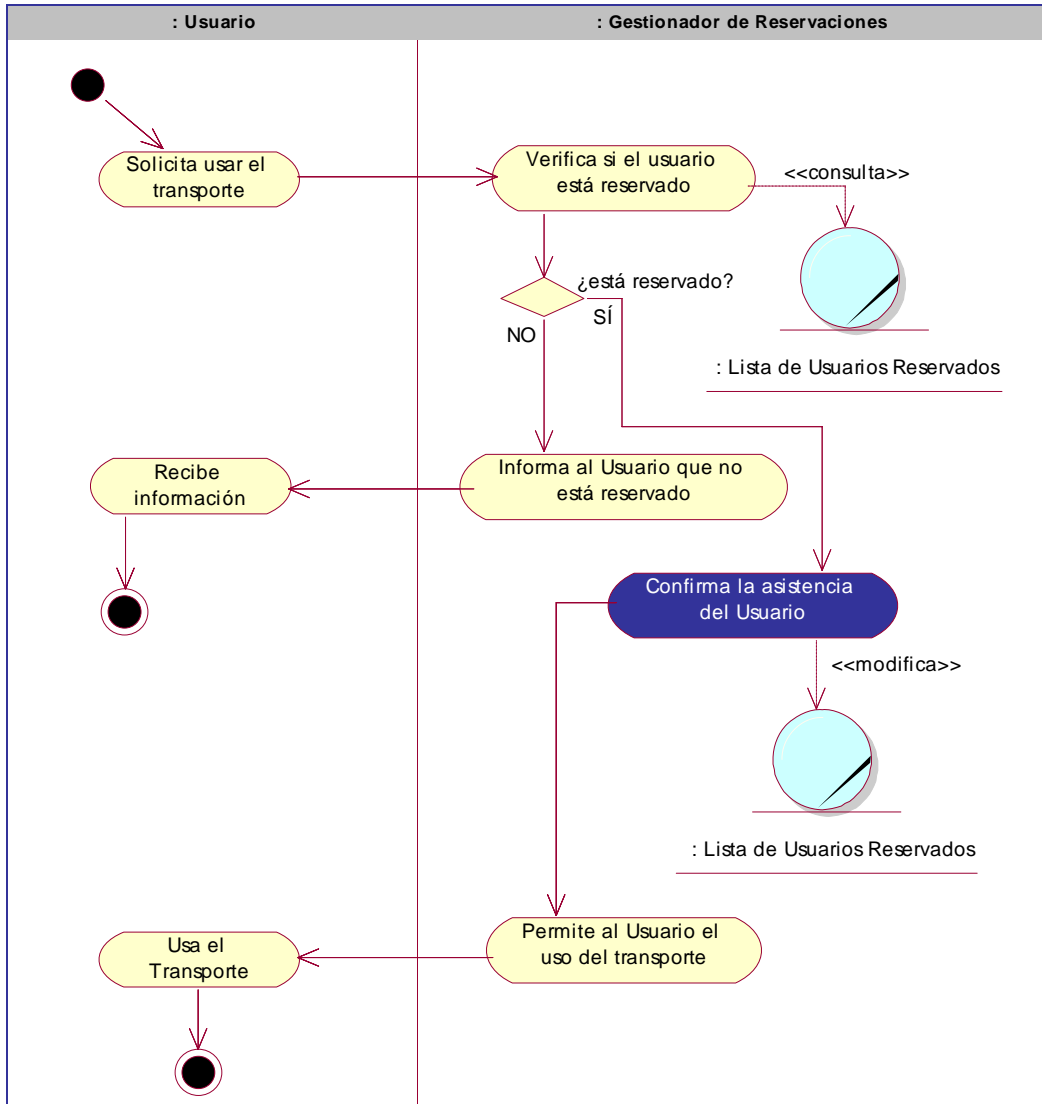 : Usuario
: Gestionador de Reservaciones
Solicita usar el
transporte
Verifica si el usuario
está reservado
<<consulta>>
¿está reservado?
SÍ
NO
: Lista de Usuarios Reservados
Recibe
información
Informa al Usuario que no
está reservado
Confirma la asistencia
del Usuario
<<modifica>>
: Lista de Usuarios Reservados
Usa el
Transporte
Permite al Usuario el
uso del transporte